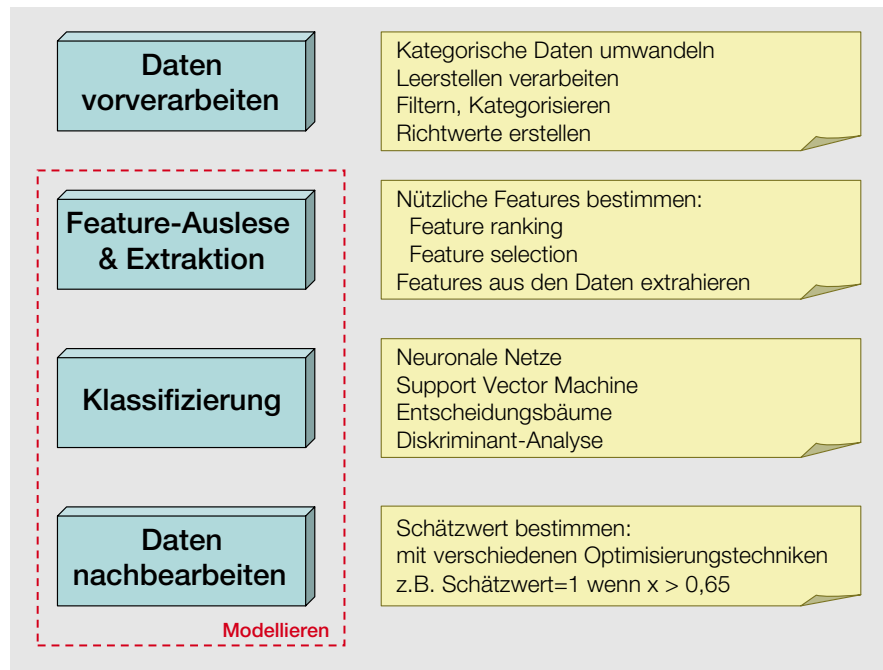 Daten
vorverarbeiten
Kategorische Daten umwandeln
Leerstellen verarbeiten
Filtern, Kategorisieren
Richtwerte erstellen
Feature-Auslese
& Extraktion
Nützliche Features bestimmen:
Feature ranking
Feature selection
Features aus den Daten extrahieren
Klassifizierung
Neuronale Netze
Support Vector Machine
Entscheidungsbäume
Diskriminant-Analyse
Daten
nachbearbeiten
Schätzwert bestimmen:
mit verschiedenen Optimisierungstechniken
z.B. Schätzwert=1 wenn x > 0,65
Modellieren